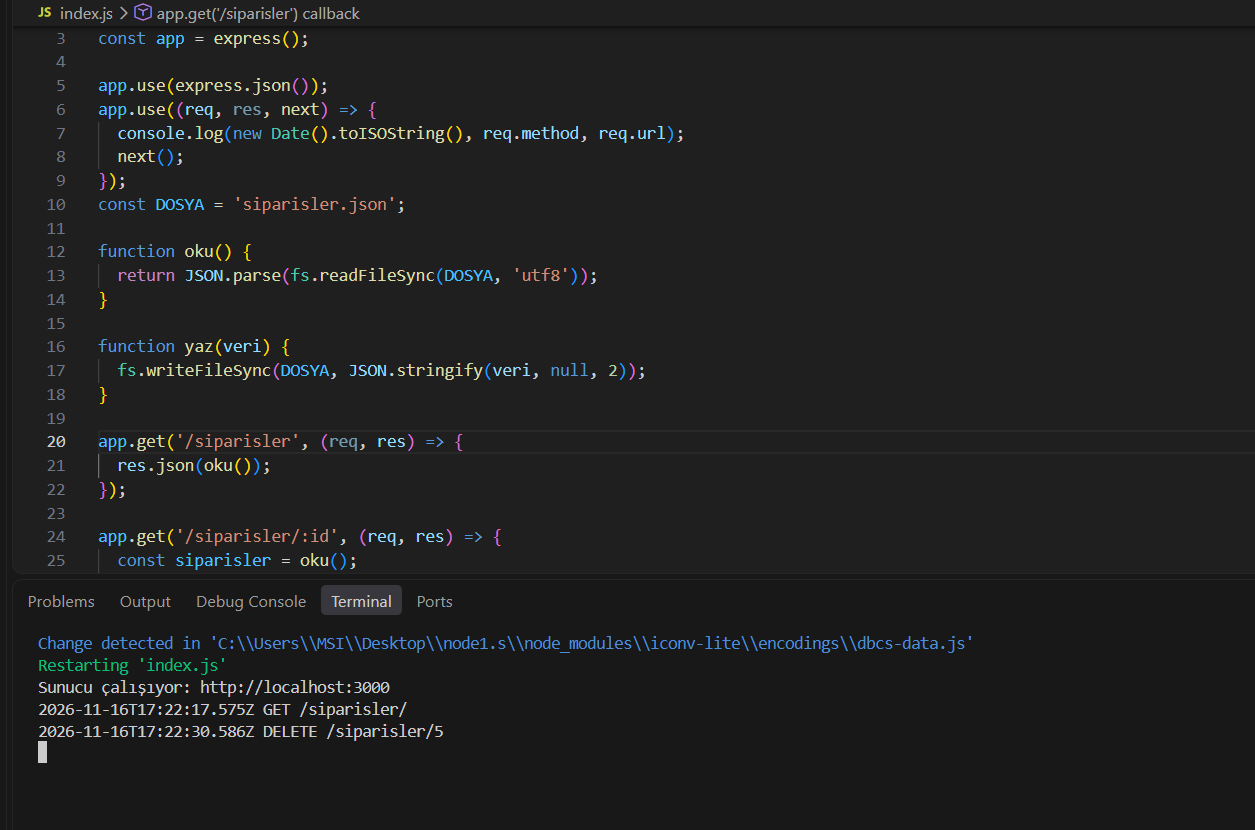 JS index.js > app.get('/siparisler') callback
3 const app = express();
4
5 app.use(express.json());
6 app.use((req, res, next) => {
7 console.log(new Date().toISOString(), req.method, req.url);
8 next();
9 });
10 const DOSYA = 'siparisler.json';
11
12 function oku() {
13 return JSON.parse(fs.readFileSync(DOSYA, 'utf8'));
14 }
15
16 function yaz(veri) {
17 fs.writeFileSync(DOSYA, JSON.stringify(veri, null, 2));
18 }
19
20 app.get('/siparisler', (req, res) => {
21 res.json(oku());
22 });
23
24 app.get('/siparisler/:id', (req, res) => {
25 const siparisler = oku();
Problems Output Debug Console Terminal Ports
Change detected in 'C:\\Users\\MSI\\Desktop\\node1.s\\node_modules\\iconv-lite\\encodings\\dbcs-data.js'
Restarting 'index.js'
Sunucu çalışıyor: http://localhost:3000
2026-11-16T17:22:17.575Z GET /siparisler/
2026-11-16T17:22:30.586Z DELETE /siparisler/5